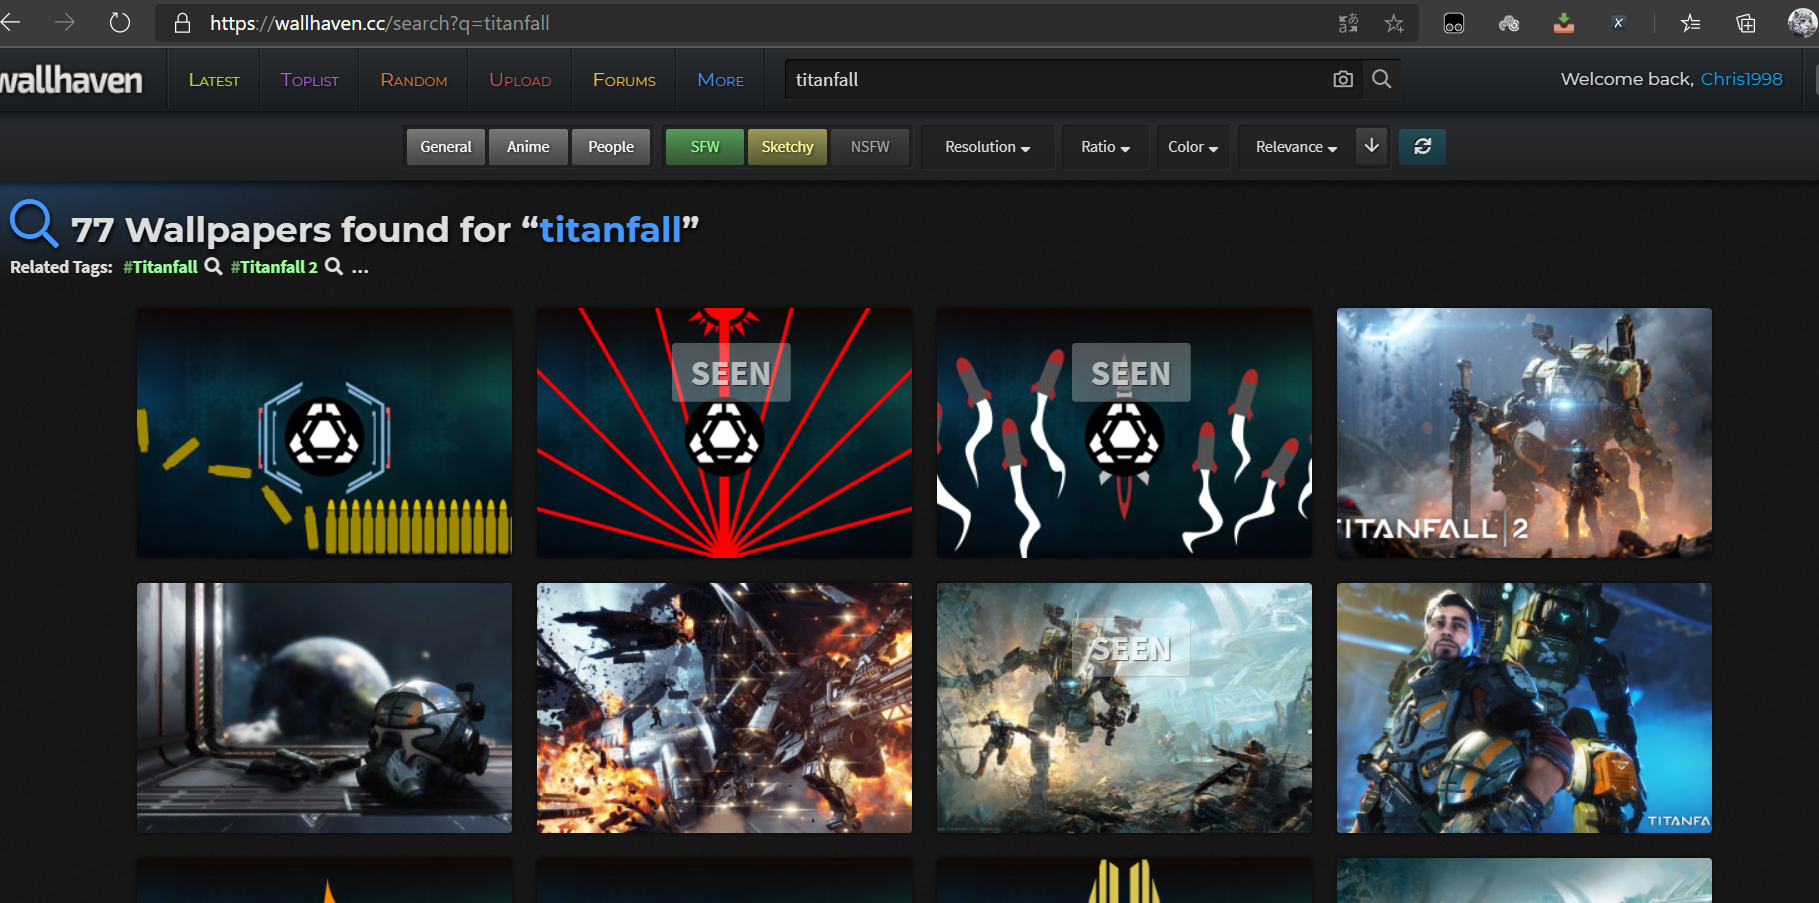 https://wallhaven.cc/search?q=titanfall
wallhaven Latest Toplist Random Upload Forums More titanfall Welcome back, Chris1998
General Anime People SFW Sketchy NSFW Resolution Ratio Color Relevance
77 Wallpapers found for “titanfall”
Related Tags: #Titanfall #Titanfall 2 ...
SEEN SEEN
TITANFALL 2
SEEN
TITANFA